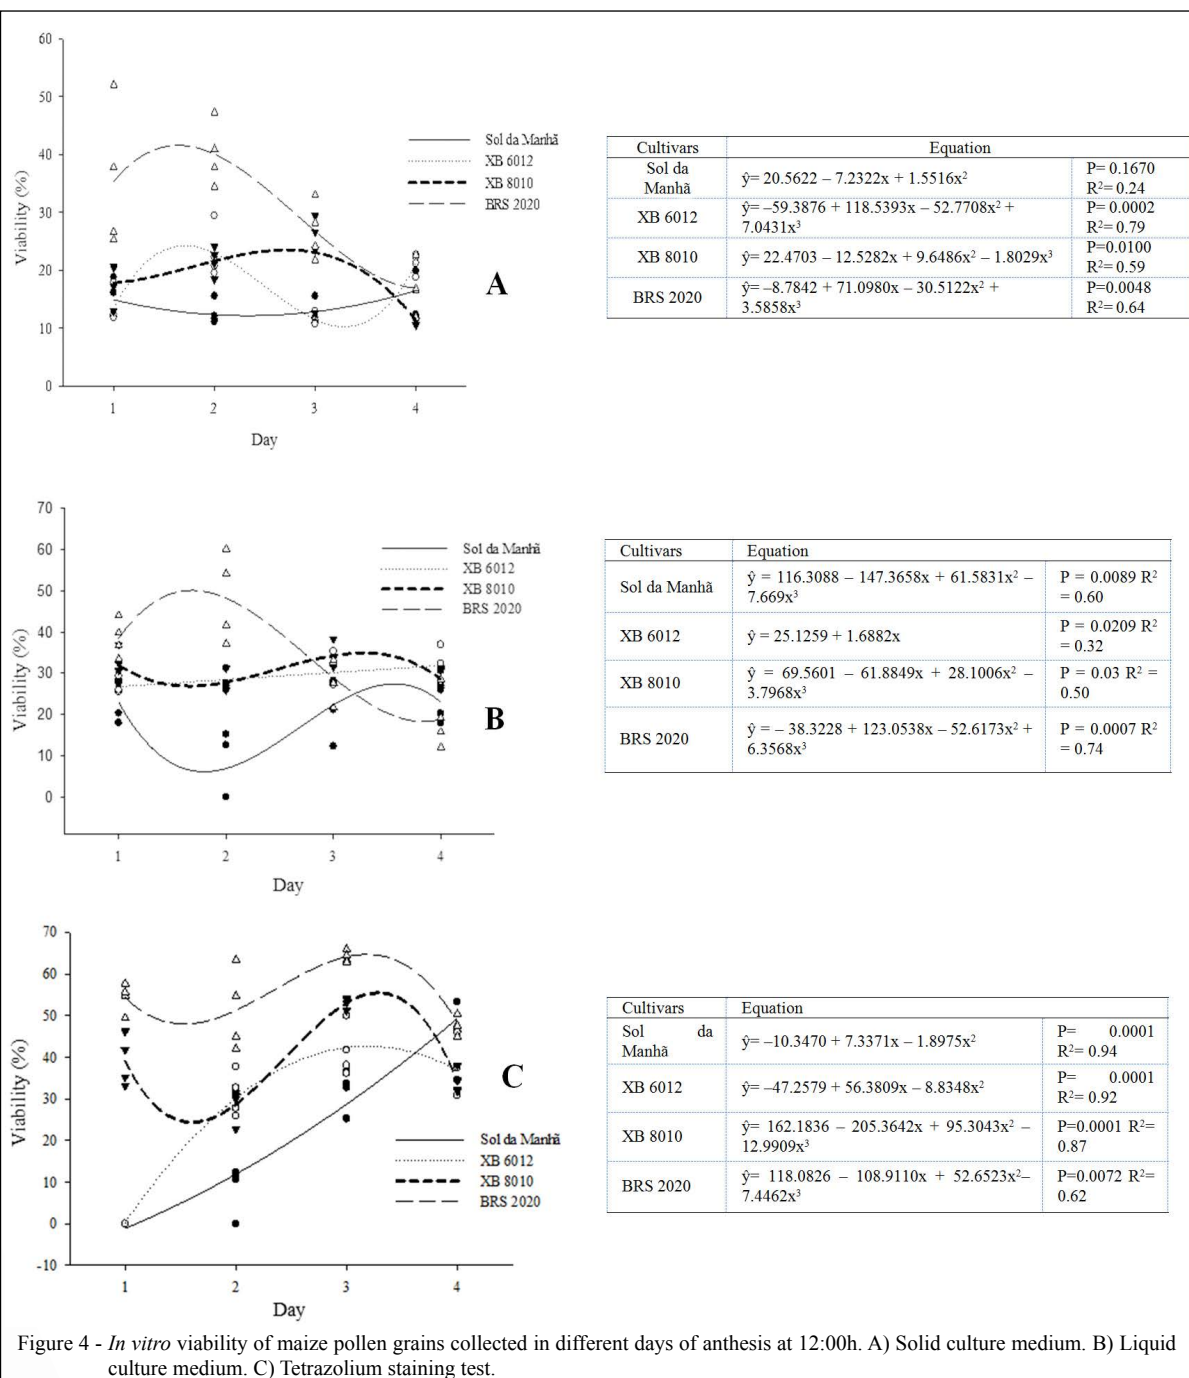 60
50
40
30
20
10
0
Viability (%)
1 2 3 4
Day
Sol da Manhã
XB 6012
XB 8010
BRS 2020
A
Cultivars Equation
Sol da Manhã ŷ= 20.5622 – 7.2322x + 1.5516x² P= 0.1670 R²= 0.24
XB 6012 ŷ= –59.3876 + 118.5393x – 52.7708x² + 7.0431x³ P= 0.0002 R²= 0.79
XB 8010 ŷ= 22.4703 – 12.5282x + 9.6486x² – 1.8029x³ P=0.0100 R²= 0.59
BRS 2020 ŷ= –8.7842 + 71.0980x – 30.5122x² + 3.5858x³ P=0.0048 R²= 0.64
70
60
50
40
30
20
10
0
Viability (%)
1 2 3 4
Day
Sol da Manhã
XB 6012
XB 8010
BRS 2020
B
Cultivars Equation
Sol da Manhã ŷ = 116.3088 – 147.3658x + 61.5831x² – 7.669x³ P = 0.0089 R² = 0.60
XB 6012 ŷ = 25.1259 + 1.6882x P = 0.0209 R² = 0.32
XB 8010 ŷ = 69.5601 – 61.8849x + 28.1006x² – 3.7968x³ P = 0.03 R² = 0.50
BRS 2020 ŷ = – 38.3228 + 123.0538x – 52.6173x² + 6.3568x³ P = 0.0007 R² = 0.74
70
60
50
40
30
20
10
0
-10
Viability (%)
1 2 3 4
Day
Sol da Manhã
XB 6012
XB 8010
BRS 2020
C
Cultivars Equation
Sol da Manhã ŷ= –10.3470 + 7.3371x – 1.8975x² P= 0.0001 R²= 0.94
XB 6012 ŷ= –47.2579 + 56.3809x – 8.8348x² P= 0.0001 R²= 0.92
XB 8010 ŷ= 162.1836 – 205.3642x + 95.3043x² – 12.9909x³ P=0.0001 R²= 0.87
BRS 2020 ŷ= 118.0826 – 108.9110x + 52.6523x²– 7.4462x³ P=0.0072 R²= 0.62
Figure 4 - In vitro viability of maize pollen grains collected in different days of anthesis at 12:00h. A) Solid culture medium. B) Liquid
culture medium. C) Tetrazolium staining test.